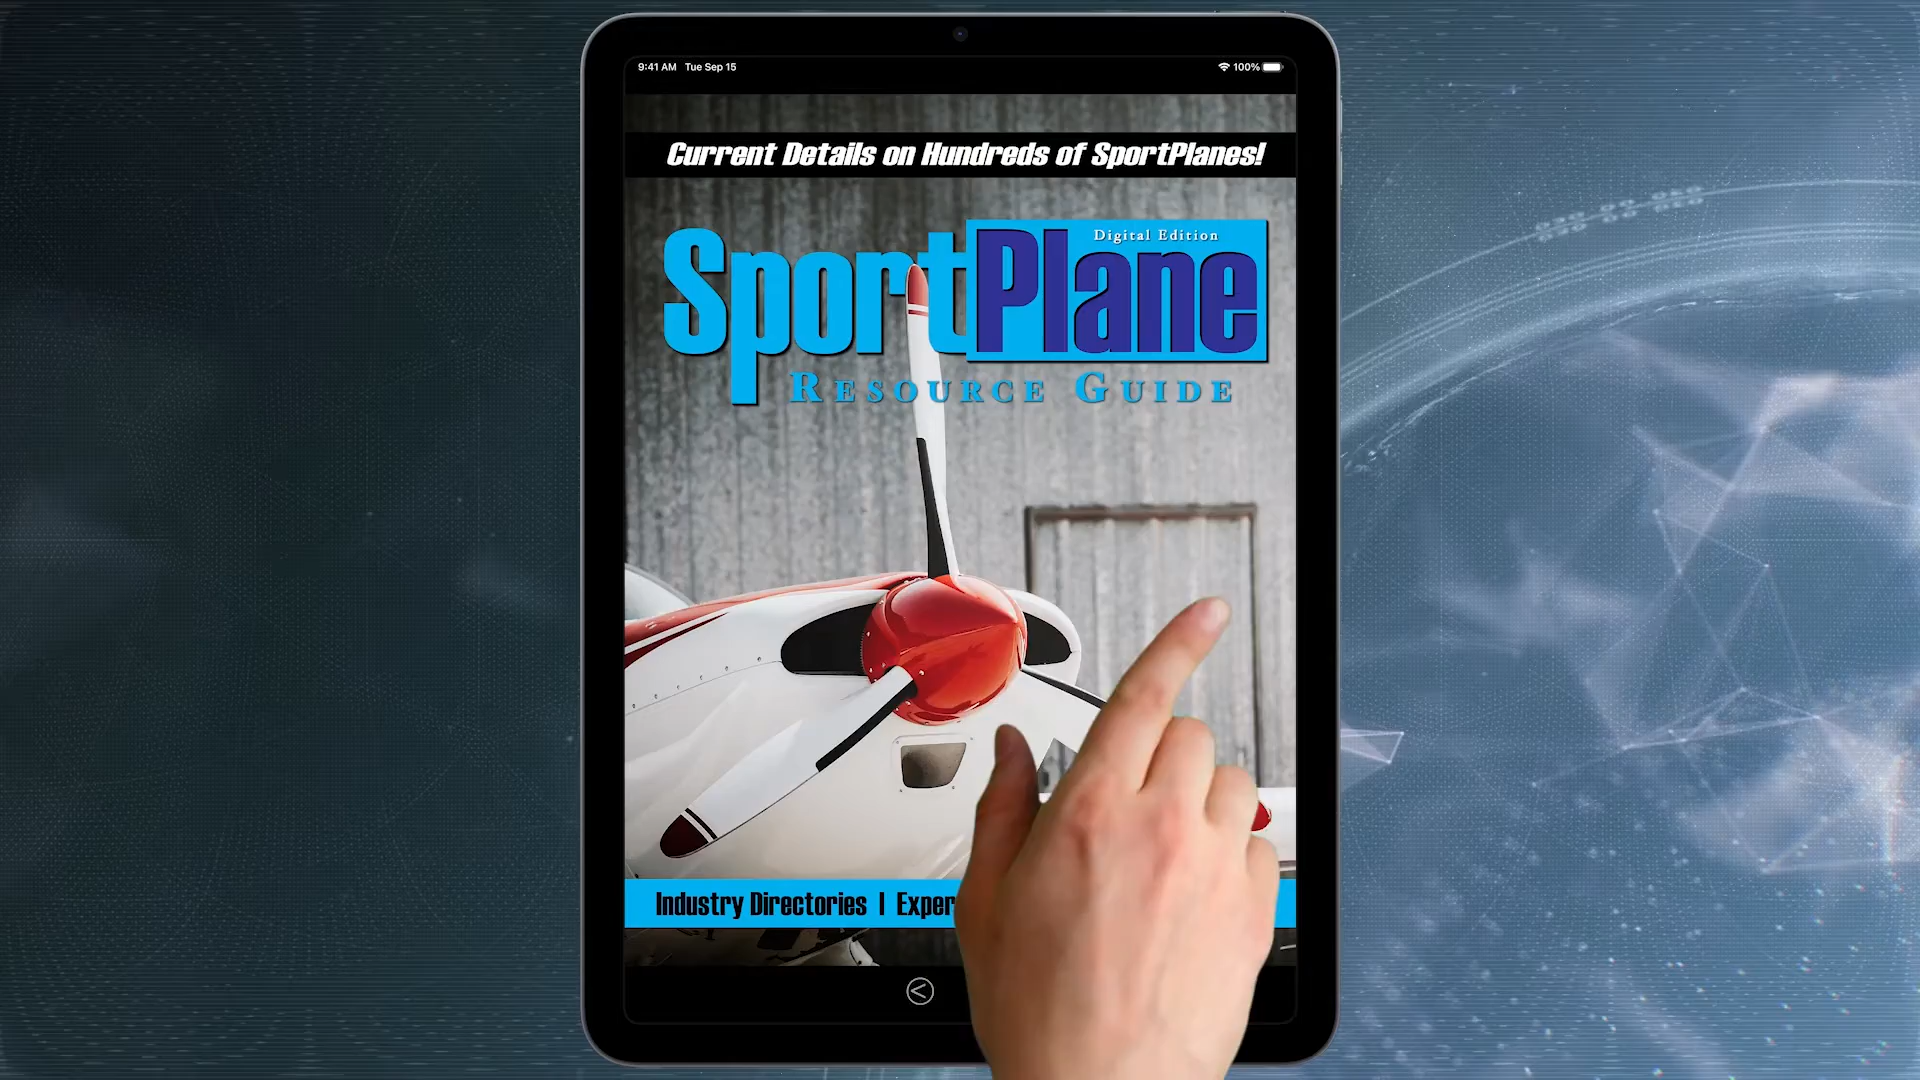 9:41 AM Tue Sep 15
100%
Current Details on Hundreds of SportPlanes!
Digital Edition
SportPlane
Resource Guide
Industry Directories |